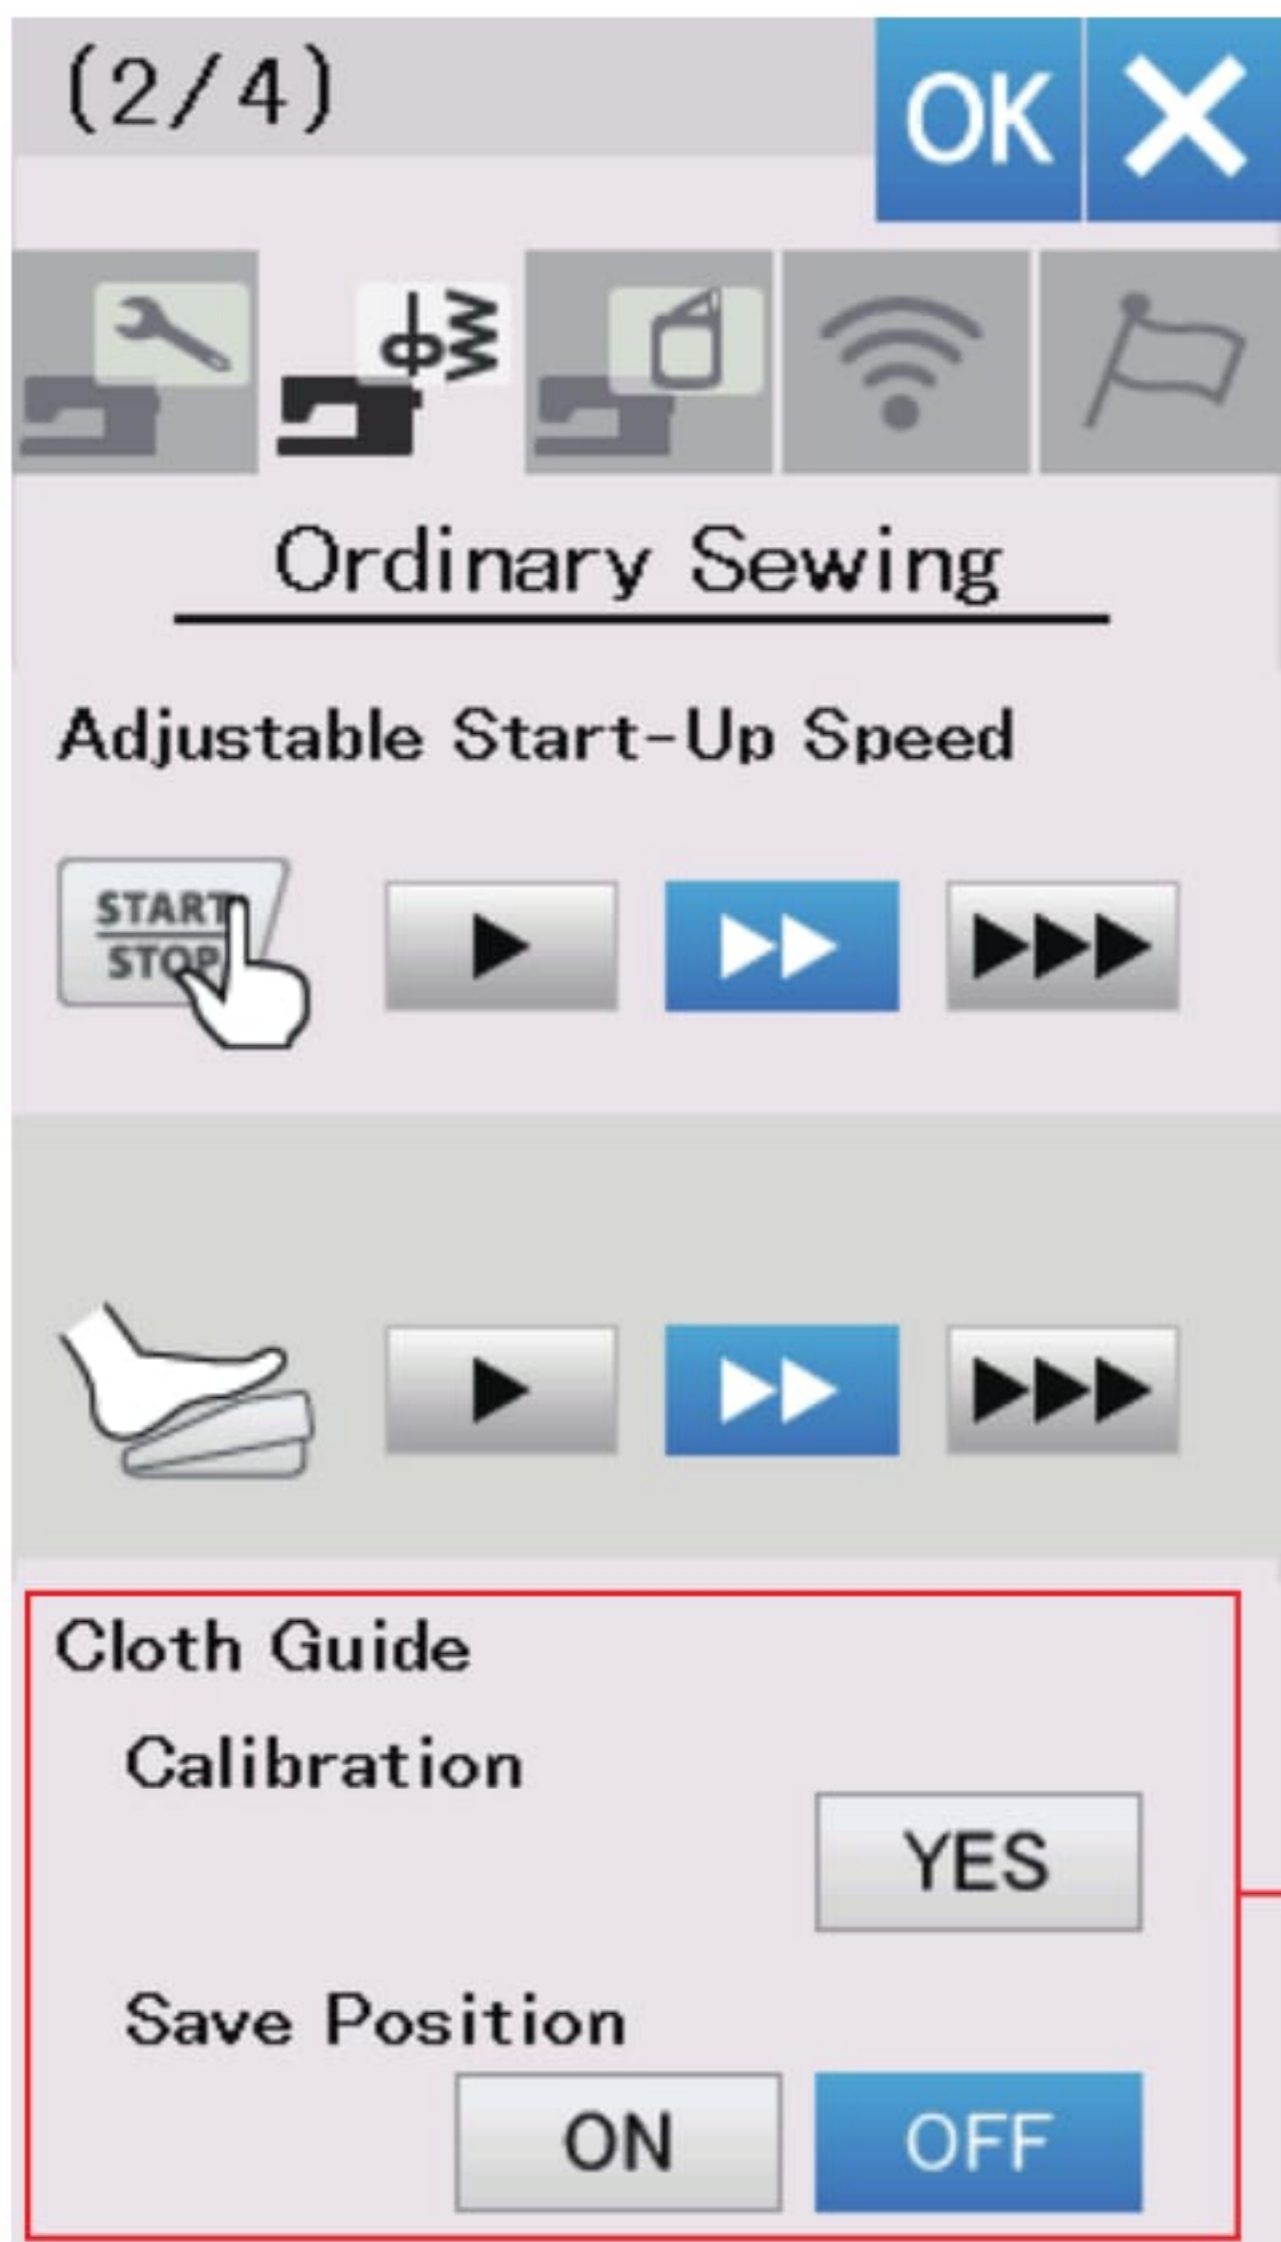 (2/4)
OK
Ordinary Sewing
Adjustable Start-Up Speed
START
STOP
Cloth Guide
Calibration
YES
Save Position
ON OFF